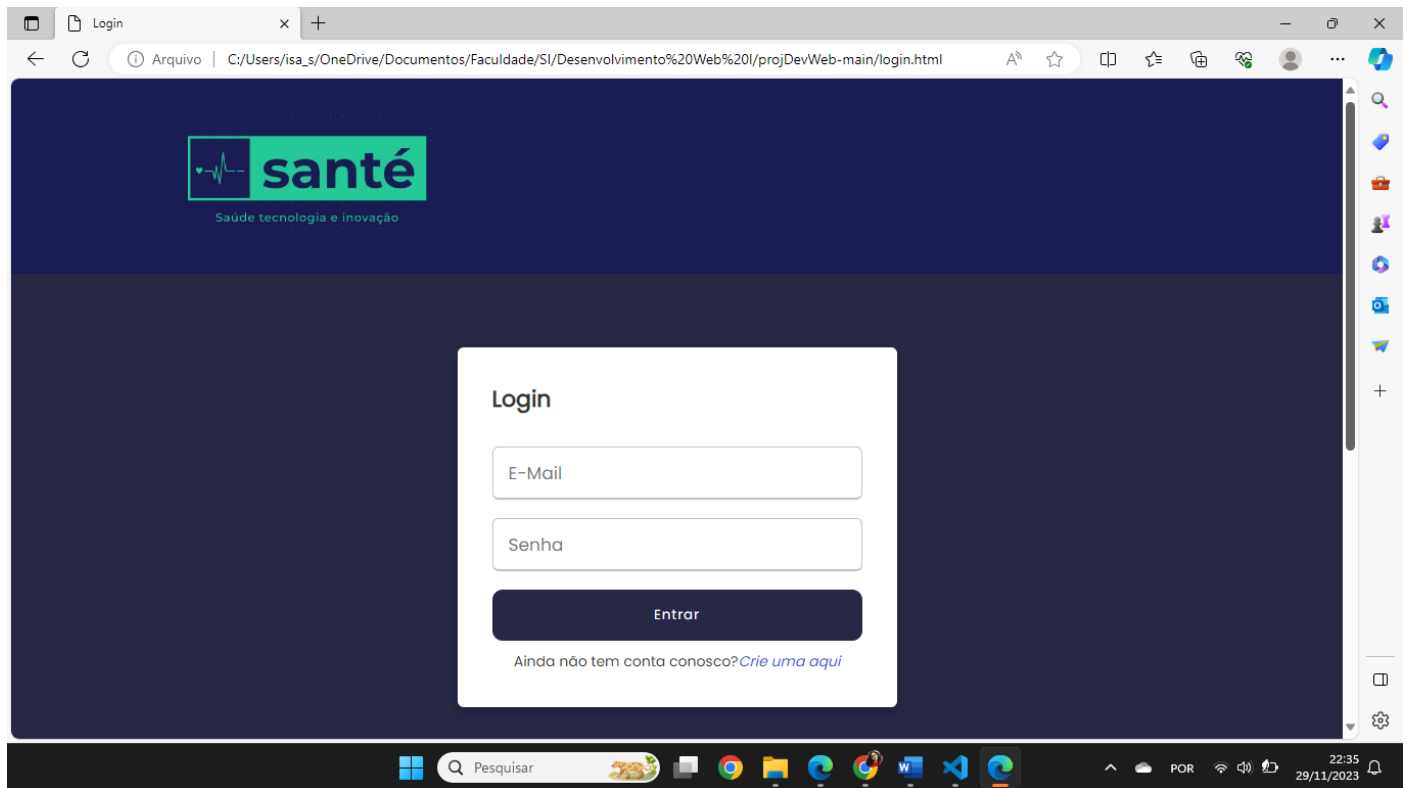 Login
Arquivo
C:/Users/isa_s/OneDrive/Documentos/Faculdade/SI/Desenvolvimento%20Web%20I/projDevWeb-main/login.html
santé
Saúde tecnologia e inovação
Login
E-Mail
Senha
Entrar
Ainda não tem conta conosco? Crie uma aqui
Pesquisar
POR
22:35
29/11/2023